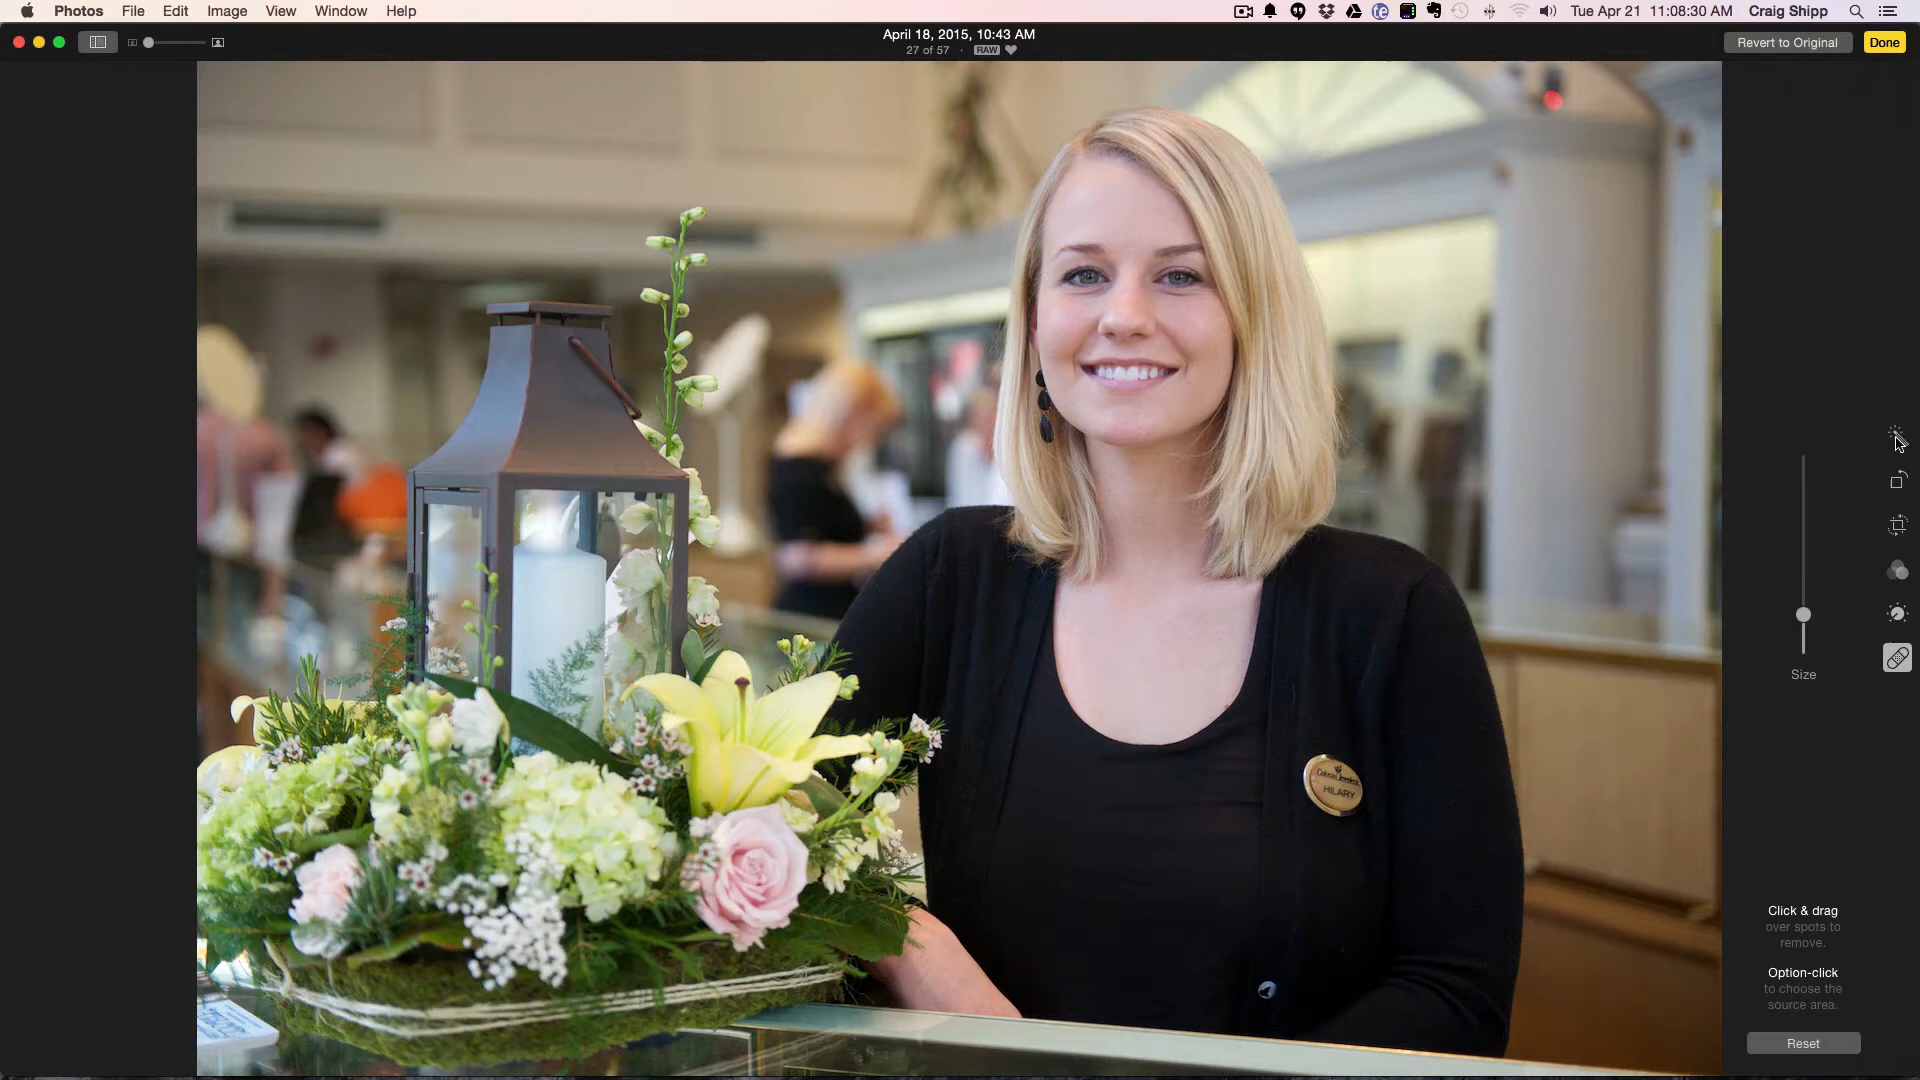 Photos File Edit Image View Window Help
Tue Apr 21 11:08:30 AM Craig Shipp
April 18, 2015, 10:43 AM
27 of 57 · RAW
Revert to Original
Done
Size
HILARY
Click & drag
over spots to
remove.
Option-click
to choose the
source area.
Reset